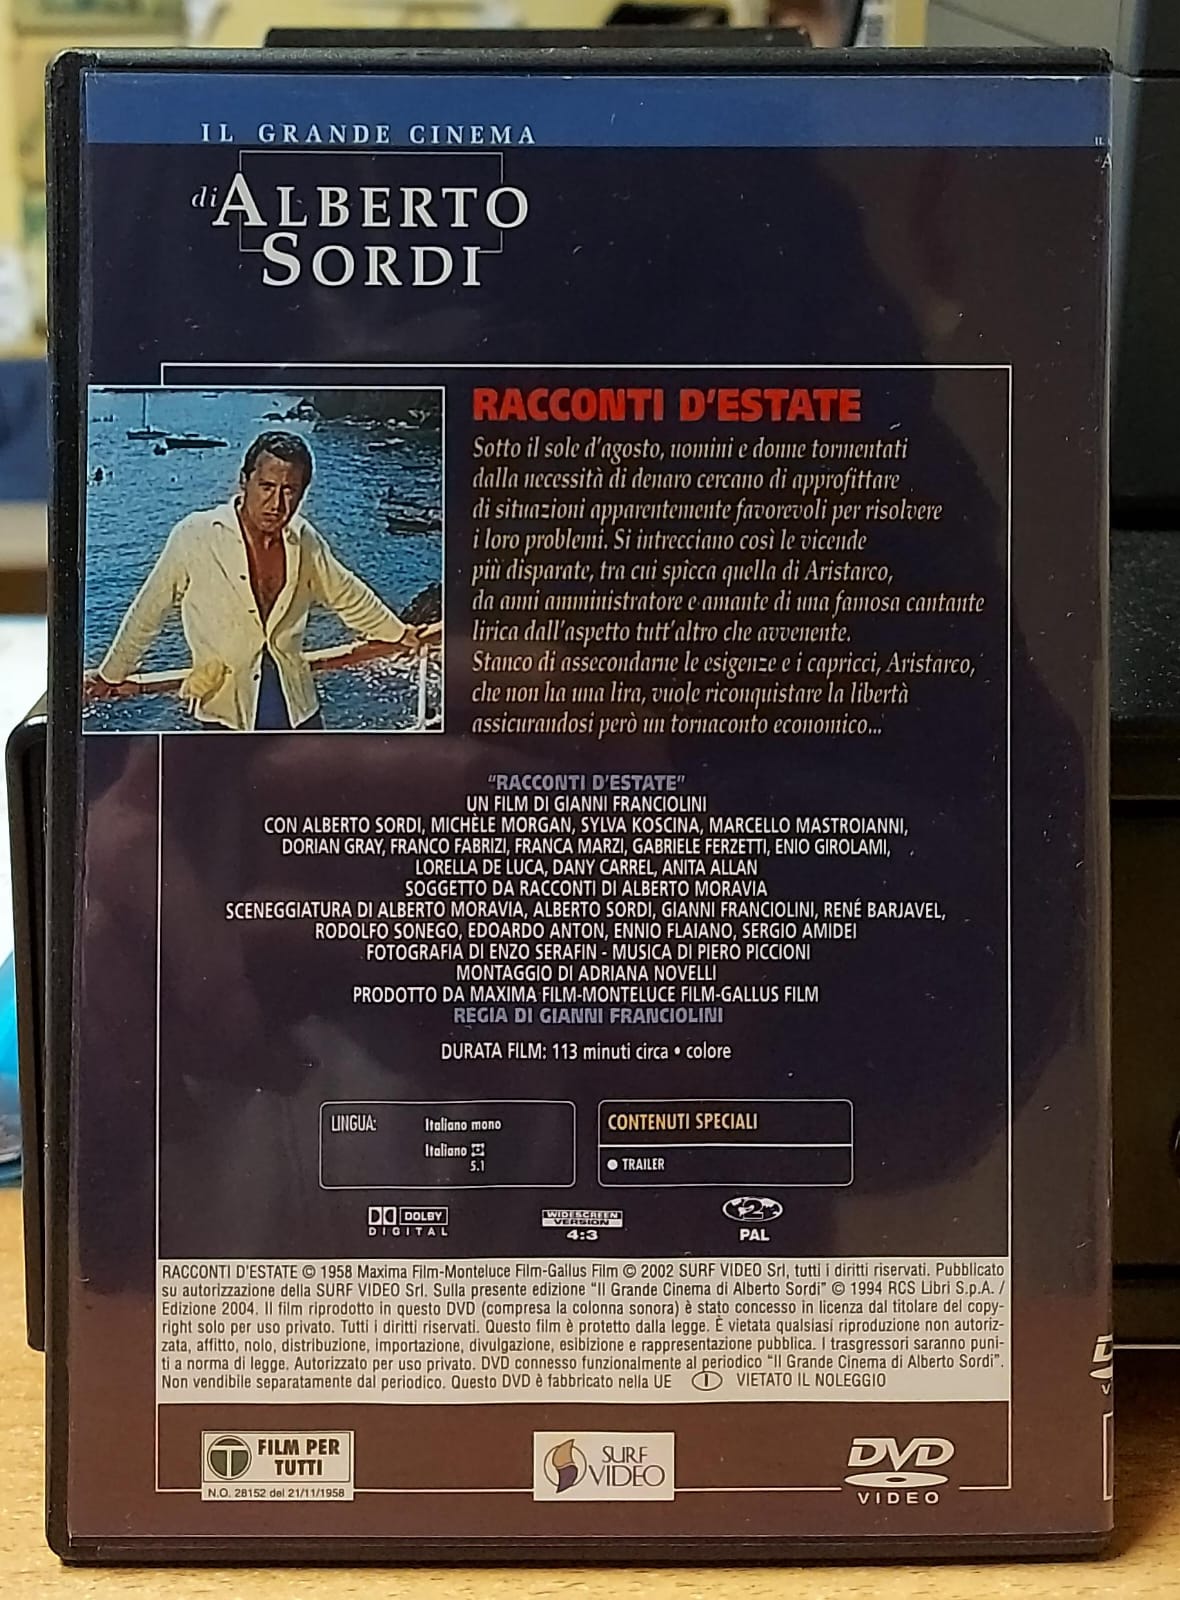 IL GRANDE CINEMA
di ALBERTO
SORDI
RACCONTI D'ESTATE
Sotto il sole d'agosto, uomini e donne tormentati
dalla necessità di denaro cercano di approfittare
di situazioni apparentemente favorevoli per risolvere
i loro problemi. Si intrecciano così le vicende
più disparate, tra cui spicca quella di Aristarco,
da anni amministratore e amante di una famosa cantante
lirica dall'aspetto tutt'altro che avvenente.
Stanco di assecondarne le esigenze e i capricci, Aristarco,
che non ha una lira, vuole riconquistare la libertà
assicurandosi però un tornaconto economico...
"RACCONTI D'ESTATE"
UN FILM DI GIANNI FRANCIOLINI
CON ALBERTO SORDI, MICHÈLE MORGAN, SYLVA KOSCINA, MARCELLO MASTROIANNI,
DORIAN GRAY, FRANCO FABRIZI, FRANCA MARZI, GABRIELE FERZETTI, ENIO GIROLAMI,
LORELLA DE LUCA, DANY CARREL, ANITA ALLAN
SOGGETTO DA RACCONTI DI ALBERTO MORAVIA
SCENEGGIATURA DI ALBERTO MORAVIA, ALBERTO SORDI, GIANNI FRANCIOLINI, RENÉ BARJAVEL,
RODOLFO SONEGO, EDOARDO ANTON, ENNIO FLAIANO, SERGIO AMIDEI
FOTOGRAFIA DI ENZO SERAFIN - MUSICA DI PIERO PICCIONI
MONTAGGIO DI ADRIANA NOVELLI
PRODOTTO DA MAXIMA FILM-MONTELUCE FILM-GALLUS FILM
REGIA DI GIANNI FRANCIOLINI
DURATA FILM: 113 minuti circa • colore
LINGUA: Italiano mono
Italiano
5.1
CONTENUTI SPECIALI
TRAILER
DOLBY
DIGITAL
WIDESCREEN
VERSION
4:3
2
PAL
RACCONTI D'ESTATE © 1958 Maxima Film-Monteluce Film-Gallus Film © 2002 SURF VIDEO Srl, tutti i diritti riservati. Pubblicato
su autorizzazione della SURF VIDEO Srl. Sulla presente edizione "Il Grande Cinema di Alberto Sordi" © 1994 RCS Libri S.p.A. /
Edizione 2004. Il film riprodotto in questo DVD (compresa la colonna sonora) è stato concesso in licenza dal titolare del copy-
right solo per uso privato. Tutti i diritti riservati. Questo film è protetto dalla legge. È vietata qualsiasi riproduzione non autoriz-
zata, affitto, nolo, distribuzione, importazione, divulgazione, esibizione e rappresentazione pubblica. I trasgressori saranno puni-
ti a norma di legge. Autorizzato per uso privato. DVD connesso funzionalmente al periodico "Il Grande Cinema di Alberto Sordi".
Non vendibile separatamente dal periodico. Questo DVD è fabbricato nella UE I VIETATO IL NOLEGGIO
T FILM PER
TUTTI
N.O. 28152 del 21/11/1958
SURF
VIDEO
DVD
VIDEO